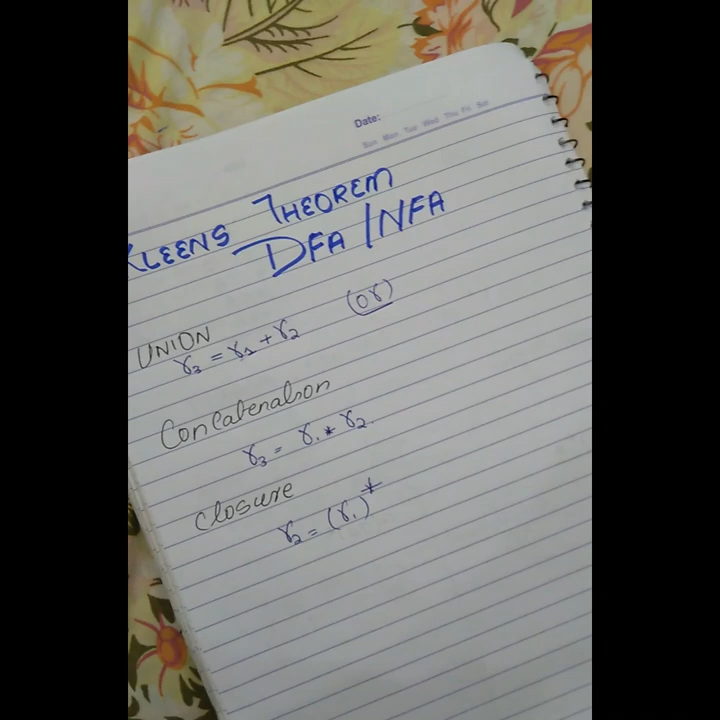 Date:
Sun Mon Tue Wed Thu Fri Sat
KLEENS THEOREM
DFA/NFA
UNION (or)
r₃ = r₁ + r₂
Concatenation
r₃ = r₁ * r₂
Closure
r₂ = (r₁)*